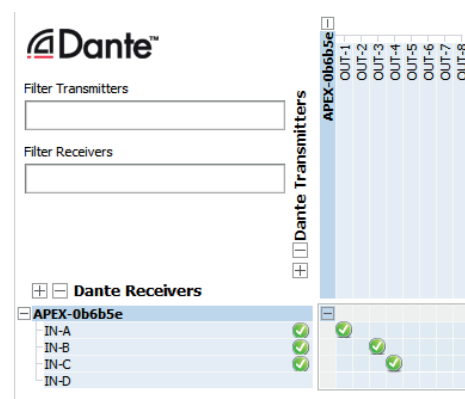 Dante™
Filter Transmitters
Filter Receivers
Dante Transmitters
APEX-0b6b5e
OUT-1
OUT-2
OUT-3
OUT-4
OUT-5
OUT-6
OUT-7
OUT-8
Dante Receivers
APEX-0b6b5e
IN-A
IN-B
IN-C
IN-D